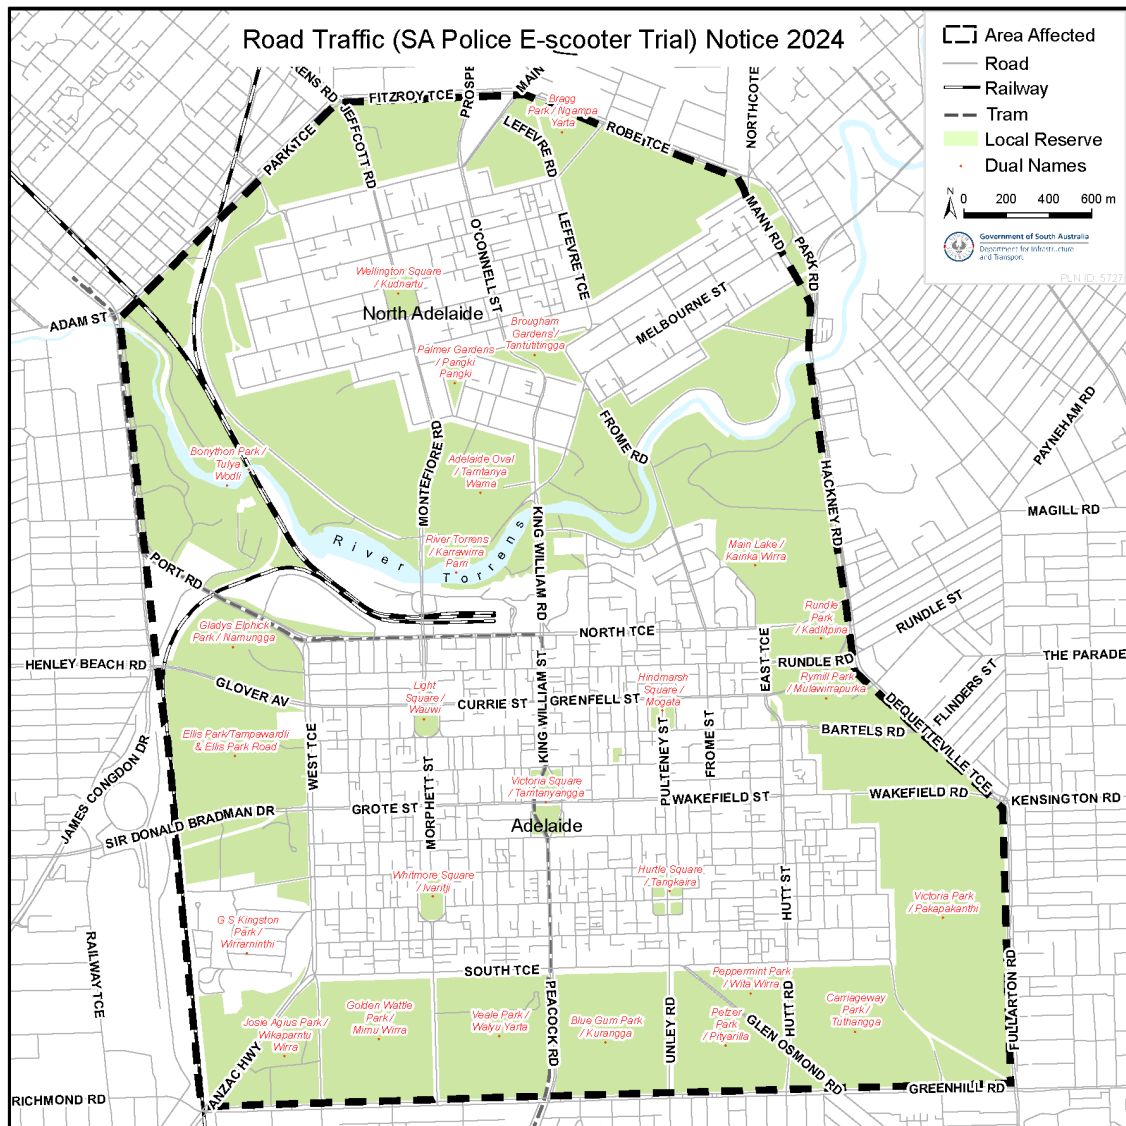 Road Traffic (SA Police E-scooter Trial) Notice 2024
Area Affected
Road
Railway
Tram
Local Reserve
Dual Names
N
0 200 400 600 m
Government of South Australia
Department for Infrastructure
and Transport
PLN ID: 5727
FITZROY TCE
JEFFCOTT RD
PARK TCE
LEFEVRE RD
Bragg
Park / Ngampa
Yarta
ROBE TCE
NORTHCOTE
MANN RD
PARK RD
O'CONNELL ST
LEFEVRE TCE
Wellington Square
/ Kudnartu
North Adelaide
MELBOURNE ST
ADAM ST
Brougham
Gardens /
Tantutitingga
Palmer Gardens
/ Pangki
Pangki
FROME RD
MONTEFIORE RD
PAYNEHAM RD
Bonython Park /
Tulya
Wodli
Adelaide Oval
/ Tarntanya
Wama
HACKNEY RD
MAGILL RD
River Torrens
River Torrens
/ Karrawirra
Parri
KING WILLIAM RD
Main Lake /
Kainka Wirra
PORT RD
Gladys Elphick
Park / Narnungga
NORTH TCE
Rundle
Park
/ Kadlitpina
RUNDLE ST
HENLEY BEACH RD
EAST TCE
RUNDLE RD
THE PARADE
GLOVER AV
Light
Square /
Wauwi
CURRIE ST
KING WILLIAM ST
GRENFELL ST
Hindmarsh
Square /
Mogata
Rymill Park
/ Mulawirrapurka
FLINDERS ST
DEQUETTEVILLE TCE
Ellis Park/Tampawardli
& Ellis Park Road
WEST TCE
BARTELS RD
PULTENEY ST
FROME ST
JAMES CONGDON DR
Victoria Square
/ Tarntanyangga
WAKEFIELD ST
WAKEFIELD RD
KENSINGTON RD
GROTE ST
MORPHETT ST
Adelaide
SIR DONALD BRADMAN DR
Whitmore Square
/ Ivaritji
Hurtle Square
/ Tangkaira
HUTT ST
Victoria Park
/ Pakapakanthi
G S Kingston
Park /
Wirrarninthi
RAILWAY TCE
SOUTH TCE
PEACOCK RD
Peppermint Park
/ Wita Wirra
FULLARTON RD
Josie Agius Park /
Wikaparntu
Wirra
Golden Wattle
Park /
Mirnu Wirra
Veale Park /
Walyu Yarta
Blue Gum Park
/ Kurangga
UNLEY RD
Pelzer
Park
/ Pityarilla
HUTT RD
GLEN OSMOND RD
Carriageway
Park /
Tuthangga
ANZAC HWY
RICHMOND RD
GREENHILL RD